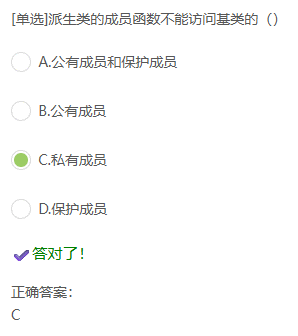 [单选]派生类的成员函数不能访问基类的（）
A.公有成员和保护成员
B.公有成员
C.私有成员
D.保护成员
答对了!
正确答案：
C